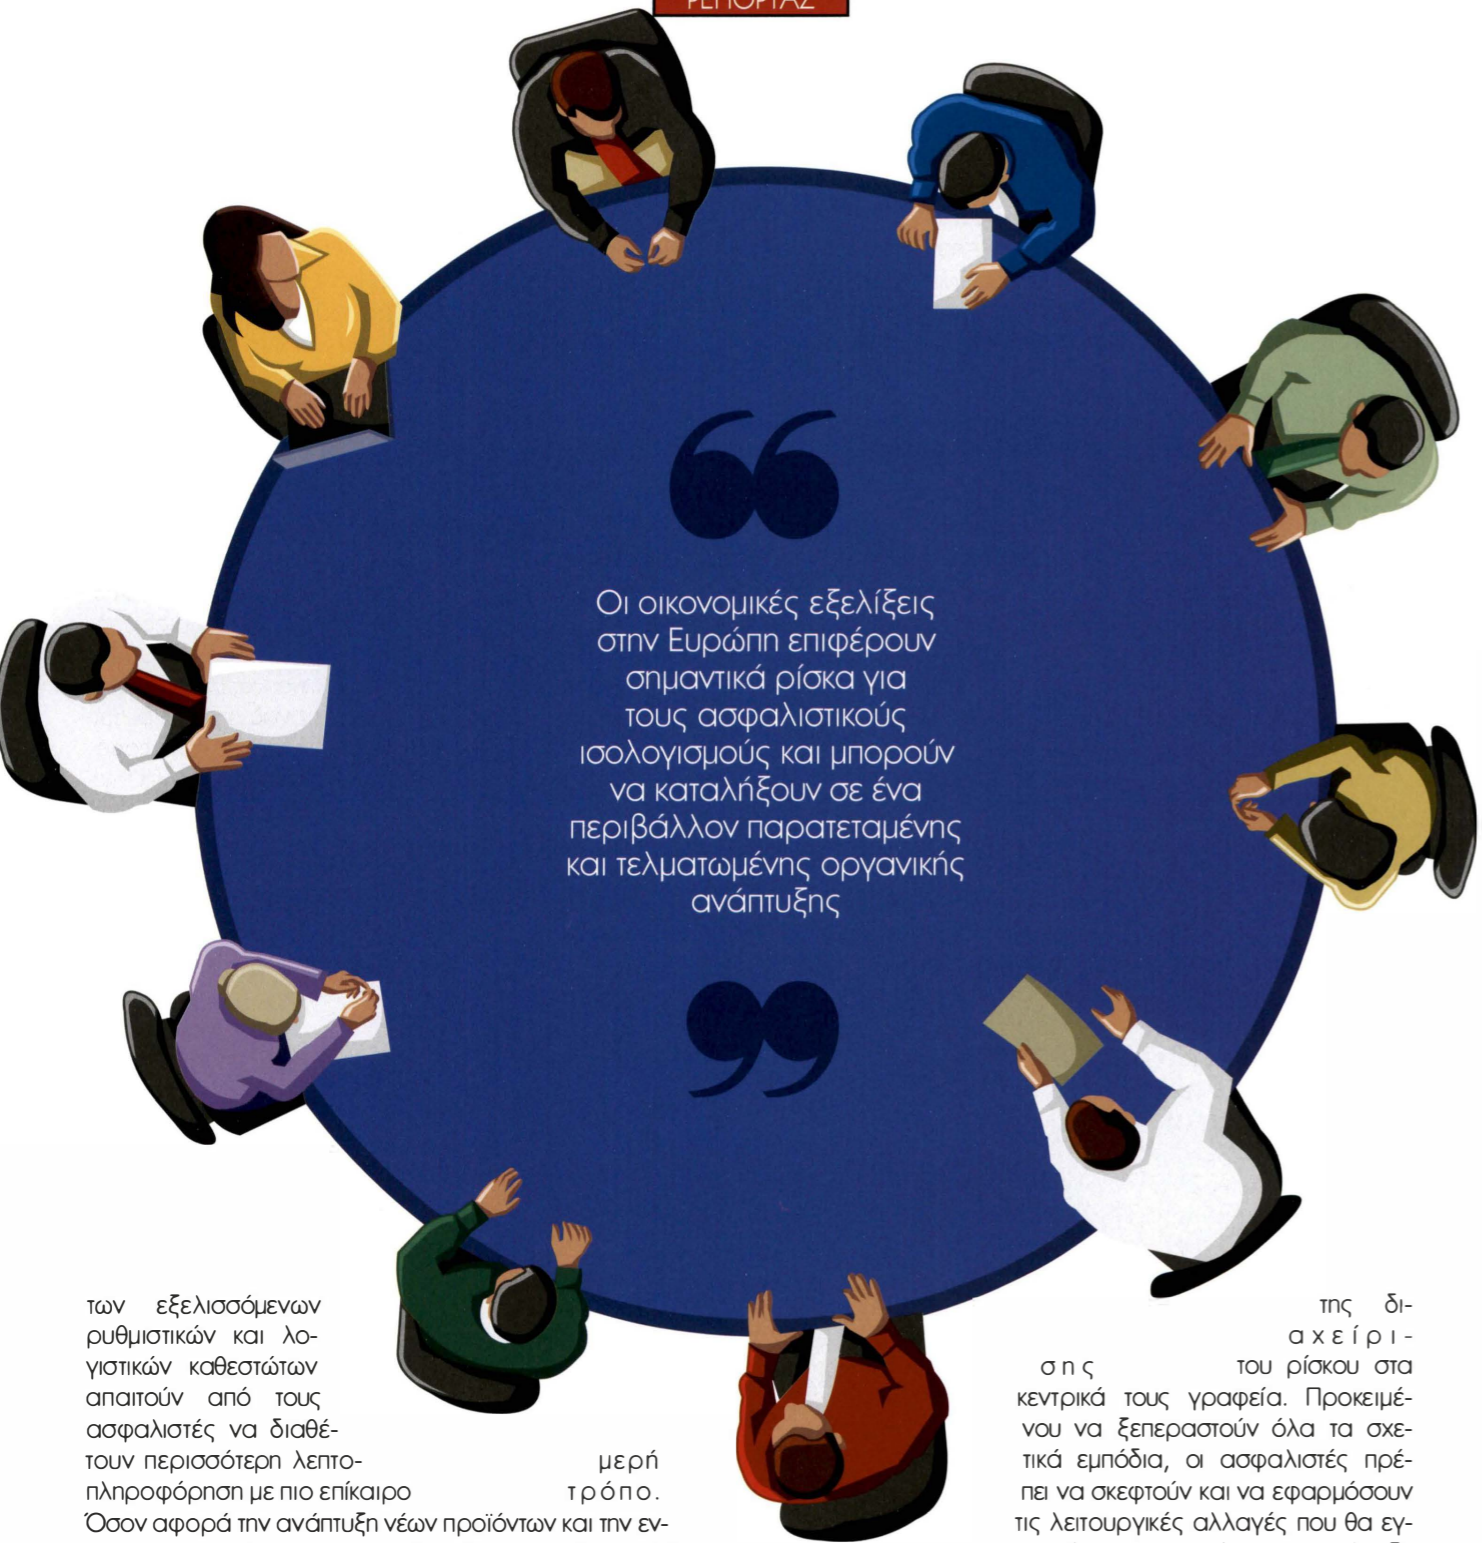 ΡΕΠΟΡΤΑΖ
Οι οικονομικές εξελίξεις
στην Ευρώπη επιφέρουν
σημαντικά ρίσκα για
τους ασφαλιστικούς
ισολογισμούς και μπορούν
να καταλήξουν σε ένα
περιβάλλον παρατεταμένης
και τελματωμένης οργανικής
ανάπτυξης
των εξελισσόμενων
ρυθμιστικών και λο-
γιστικών καθεστώτων
απαιτούν από τους
ασφαλιστές να διαθέ-
τουν περισσότερη λεπτο- μερή
πληροφόρηση με πιο επίκαιρο τρόπο.
Όσον αφορά την ανάπτυξη νέων προϊόντων και την εν-
της δι-
αχείρι-
σης του ρίσκου στα
κεντρικά τους γραφεία. Προκειμέ-
νου να ξεπεραστούν όλα τα σχε-
τικά εμπόδια, οι ασφαλιστές πρέ-
πει να σκεφτούν και να εφαρμόσουν
τις λειτουργικές αλλαγές που θα εγ-